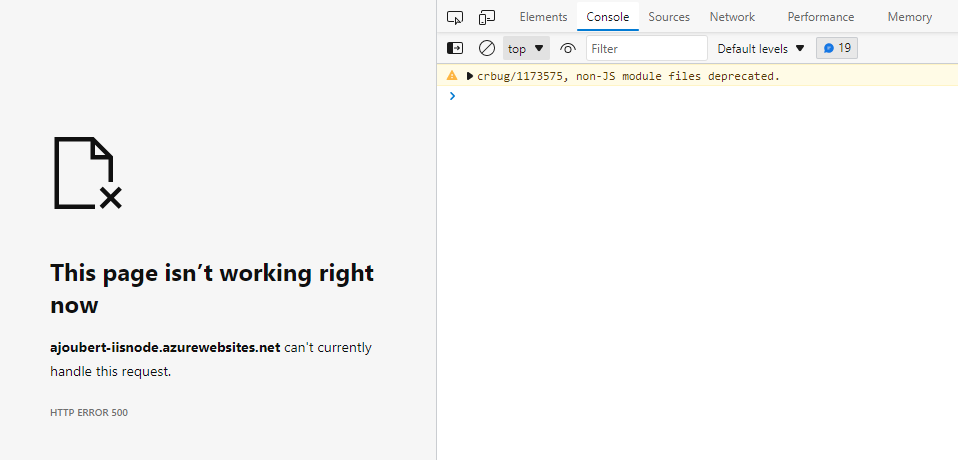 This page isn’t working right
now
ajoubert-iisnode.azurewebsites.net can’t currently
handle this request.
HTTP ERROR 500
Elements Console Sources Network Performance Memory
top Filter Default levels 19
crbug/1173575, non-JS module files deprecated.